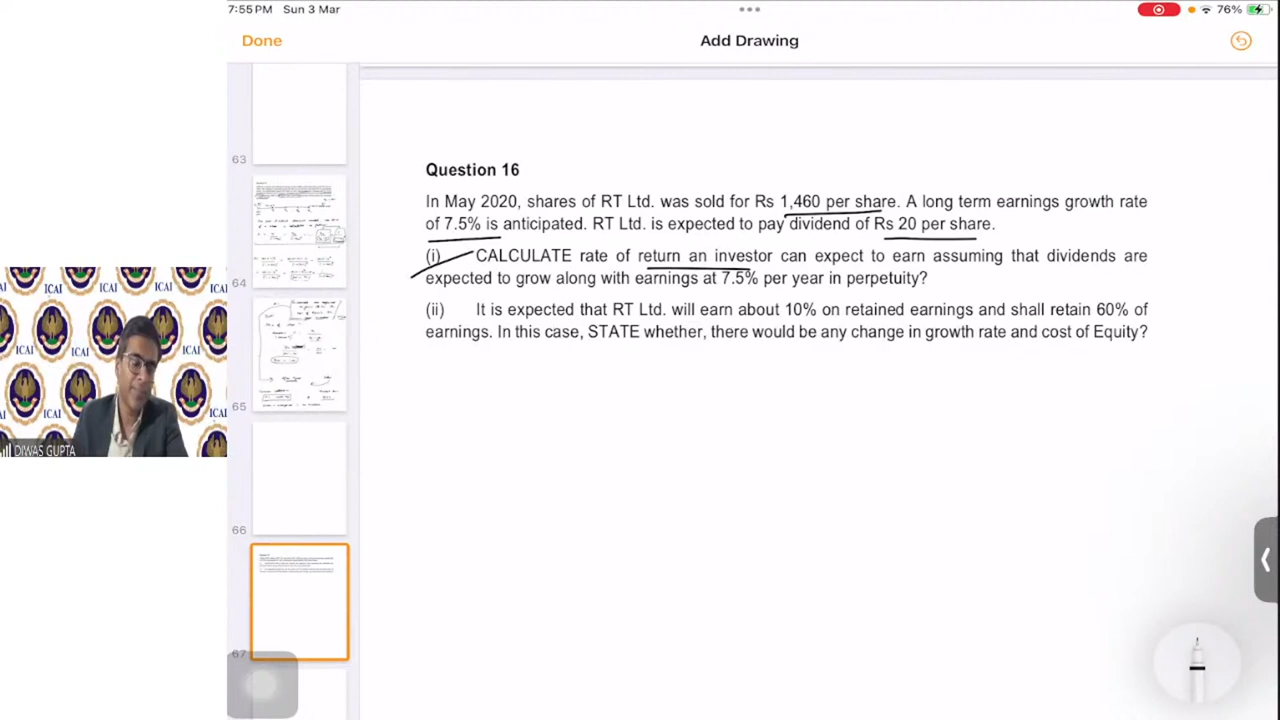 7:55 PM Sun 3 Mar
76%
Done
Add Drawing
63
64
65
66
67
Question 16
In May 2020, shares of RT Ltd. was sold for Rs 1,460 per share. A long term earnings growth rate
of 7.5% is anticipated. RT Ltd. is expected to pay dividend of Rs 20 per share.
(i) CALCULATE rate of return an investor can expect to earn assuming that dividends are
expected to grow along with earnings at 7.5% per year in perpetuity?
(ii) It is expected that RT Ltd. will earn about 10% on retained earnings and shall retain 60% of
earnings. In this case, STATE whether, there would be any change in growth rate and cost of Equity?
ICAI
ICAI
ICAI
ICAI
DIWAS GUPTA